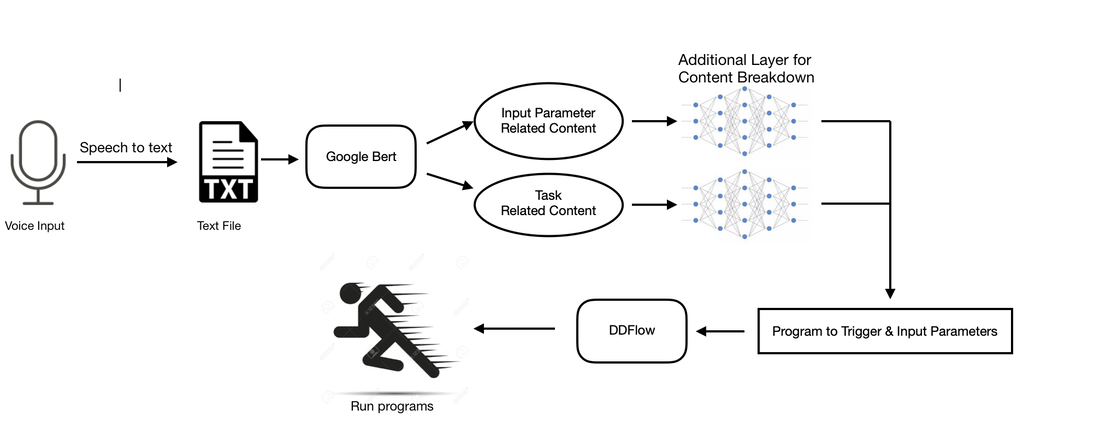 Additional Layer for
Content Breakdown
Speech to text
Voice Input
TXT
Text File
Google Bert
Input Parameter
Related Content
Task
Related Content
Program to Trigger & Input Parameters
DDFlow
Run programs